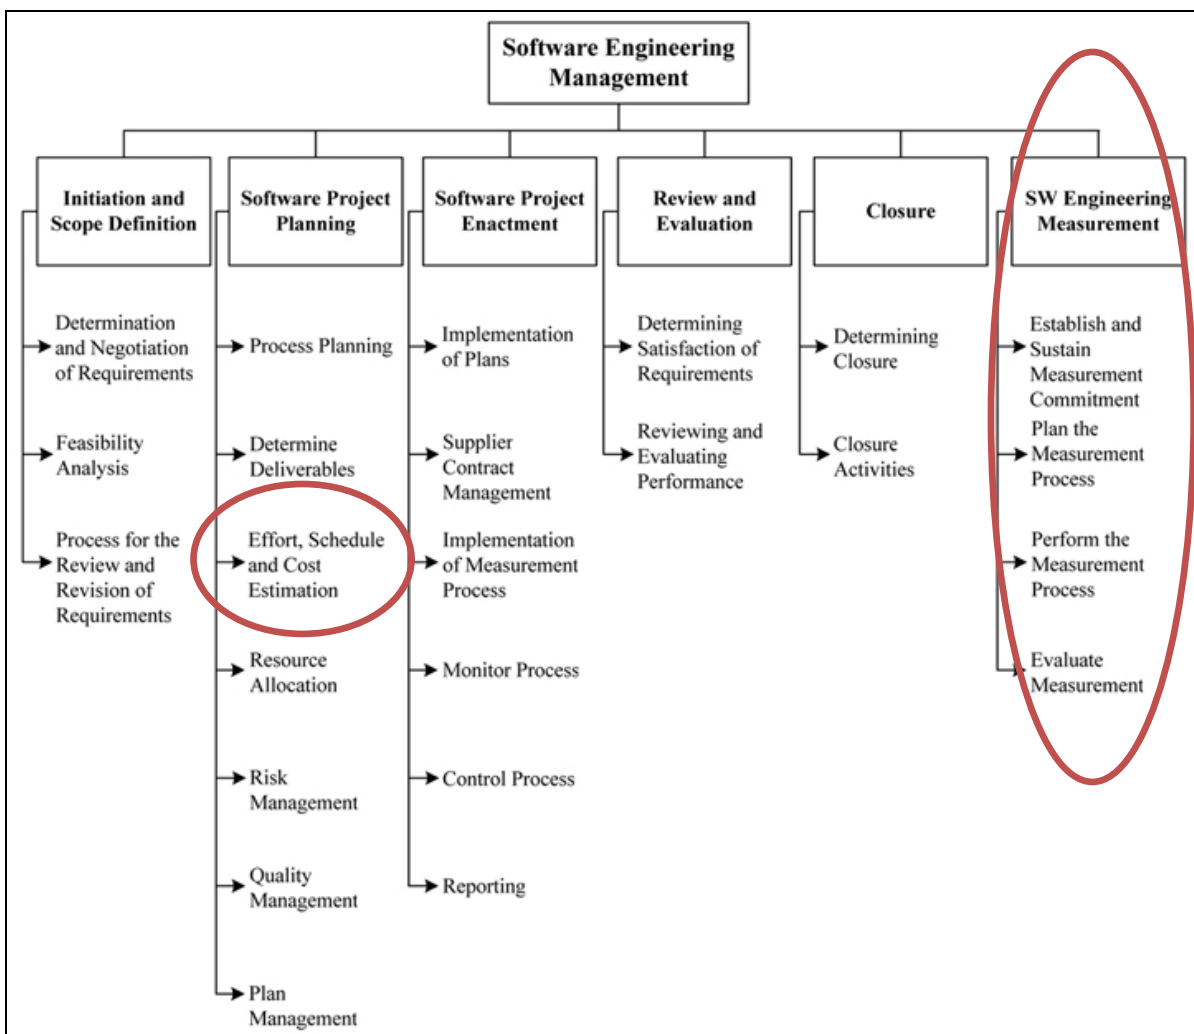 Software Engineering
Management
Initiation and
Scope Definition
Determination
and Negotiation
of Requirements
Feasibility
Analysis
Process for the
Review and
Revision of
Requirements
Software Project
Planning
Process Planning
Determine
Deliverables
Effort, Schedule
and Cost
Estimation
Resource
Allocation
Risk
Management
Quality
Management
Plan
Management
Software Project
Enactment
Implementation
of Plans
Supplier
Contract
Management
Implementation
of Measurement
Process
Monitor Process
Control Process
Reporting
Review and
Evaluation
Determining
Satisfaction of
Requirements
Reviewing and
Evaluating
Performance
Closure
Determining
Closure
Closure
Activities
SW Engineering
Measurement
Establish and
Sustain
Measurement
Commitment
Plan the
Measurement
Process
Perform the
Measurement
Process
Evaluate
Measurement